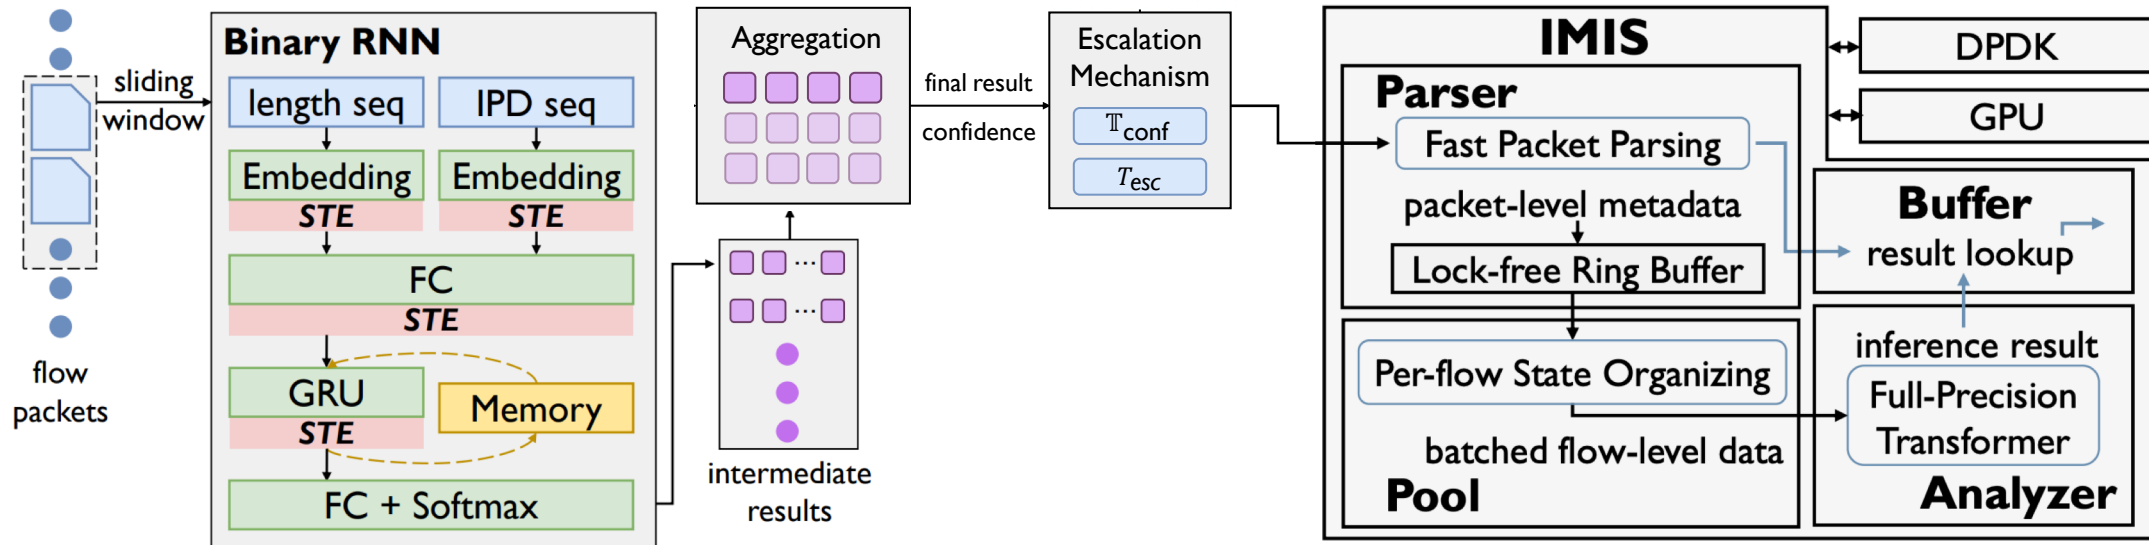 flow
packets
sliding
window
Binary RNN
length seq
IPD seq
Embedding
Embedding
STE
STE
FC
STE
GRU
Memory
STE
FC + Softmax
intermediate
results
Aggregation
final result
confidence
Escalation
Mechanism
𝕋conf
Tesc
IMIS
Parser
Fast Packet Parsing
packet-level metadata
Lock-free Ring Buffer
Per-flow State Organizing
batched flow-level data
Pool
DPDK
GPU
Buffer
result lookup
inference result
Full-Precision
Transformer
Analyzer